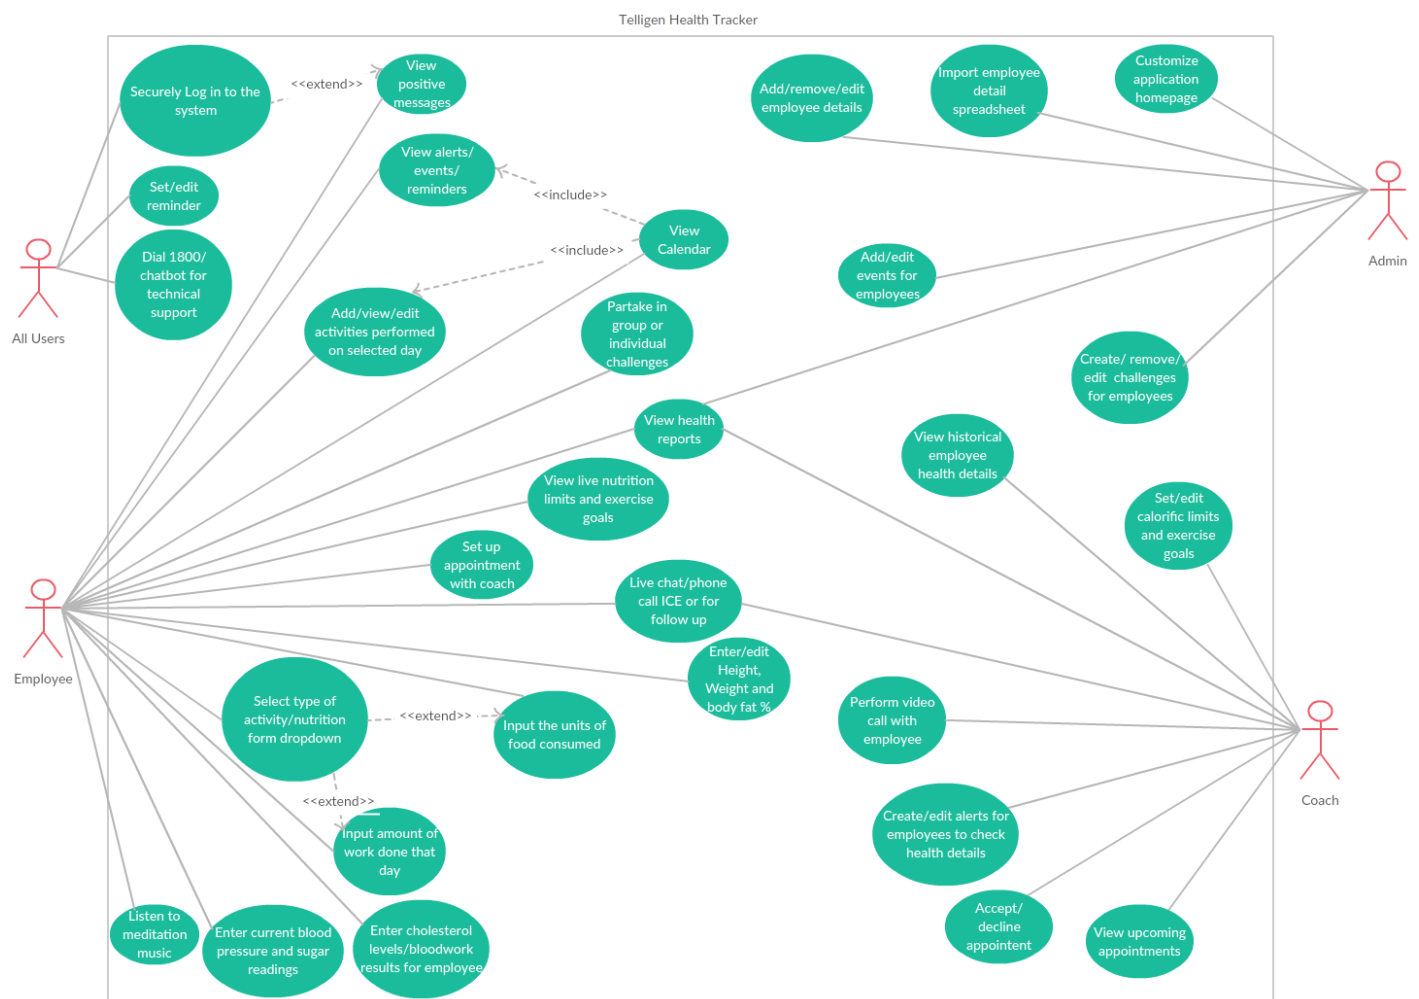 Telligen Health Tracker
Securely Log in to the
system
<<extend>>
View
positive
messages
Add/remove/edit
employee details
Import employee
detail
spreadsheet
Customize
application
homepage
View alerts/
events/
reminders
Set/edit
reminder
<<include>>
View
Calendar
<<include>>
Dial 1800/
chatbot for
technical
support
All Users
Admin
Add/edit
events for
employees
Add/view/edit
activities performed
on selected day
Partake in
group or
individual
challenges
Create/ remove/
edit challenges
for employees
View health
reports
View historical
employee
health details
View live nutrition
limits and exercise
goals
Set/edit
calorific limits
and exercise
goals
Set up
appointment
with coach
Live chat/phone
call ICE or for
follow up
Employee
Enter/edit
Height,
Weight and
body fat %
Select type of
activity/nutrition
form dropdown
<<extend>>
Input the units of
food consumed
Perform video
call with
employee
Coach
<<extend>>
Input amount of
work done that
day
Create/edit alerts for
employees to check
health details
Listen to
meditation
music
Enter current blood
pressure and sugar
readings
Enter cholesterol
levels/bloodwork
results for employee
Accept/
decline
appointent
View upcoming
appointments